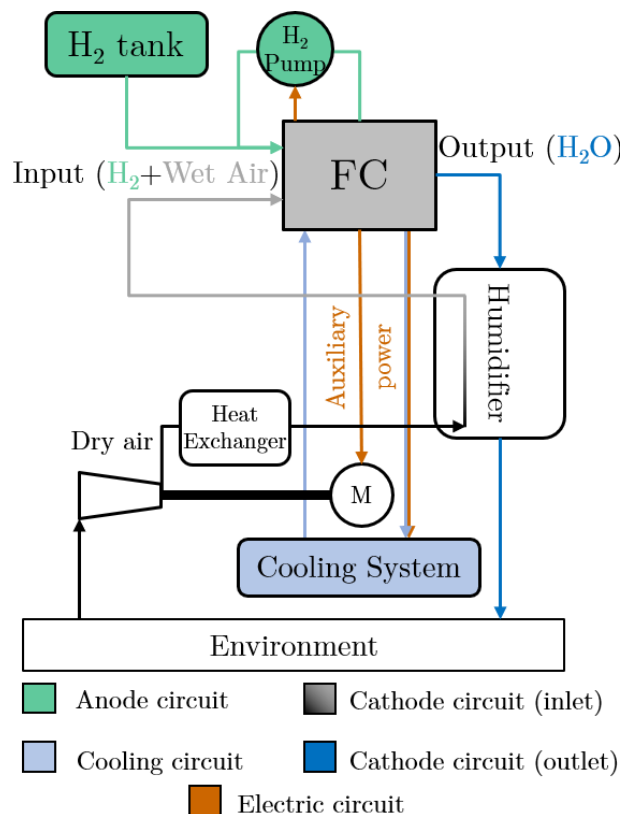 H₂ tank
H₂
Pump
Output (H₂O)
Input (H₂+Wet Air)
FC
Humidifier
Auxiliary
power
Heat
Exchanger
Dry air
M
Cooling System
Environment
Anode circuit
Cathode circuit (inlet)
Cooling circuit
Cathode circuit (outlet)
Electric circuit